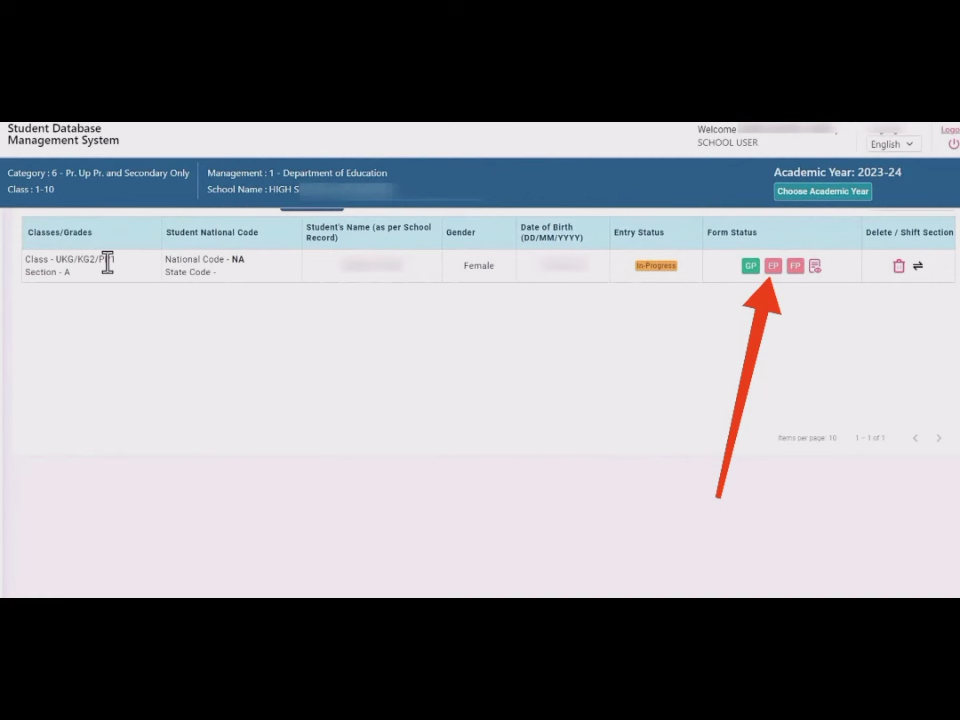 Student Database
Management System
Welcome
SCHOOL USER
English
Logo
Category : 6 - Pr. Up Pr. and Secondary Only
Class : 1-10
Management : 1 - Department of Education
School Name : HIGH S
Academic Year: 2023-24
Choose Academic Year
Classes/Grades
Student National Code
Student's Name (as per School
Record)
Gender
Date of Birth
(DD/MM/YYYY)
Entry Status
Form Status
Delete / Shift Section
Class - UKG/KG2/PP1
Section - A
National Code - NA
State Code -
Female
In-Progress
GP EP FP
Items per page: 10 1 – 1 of 1